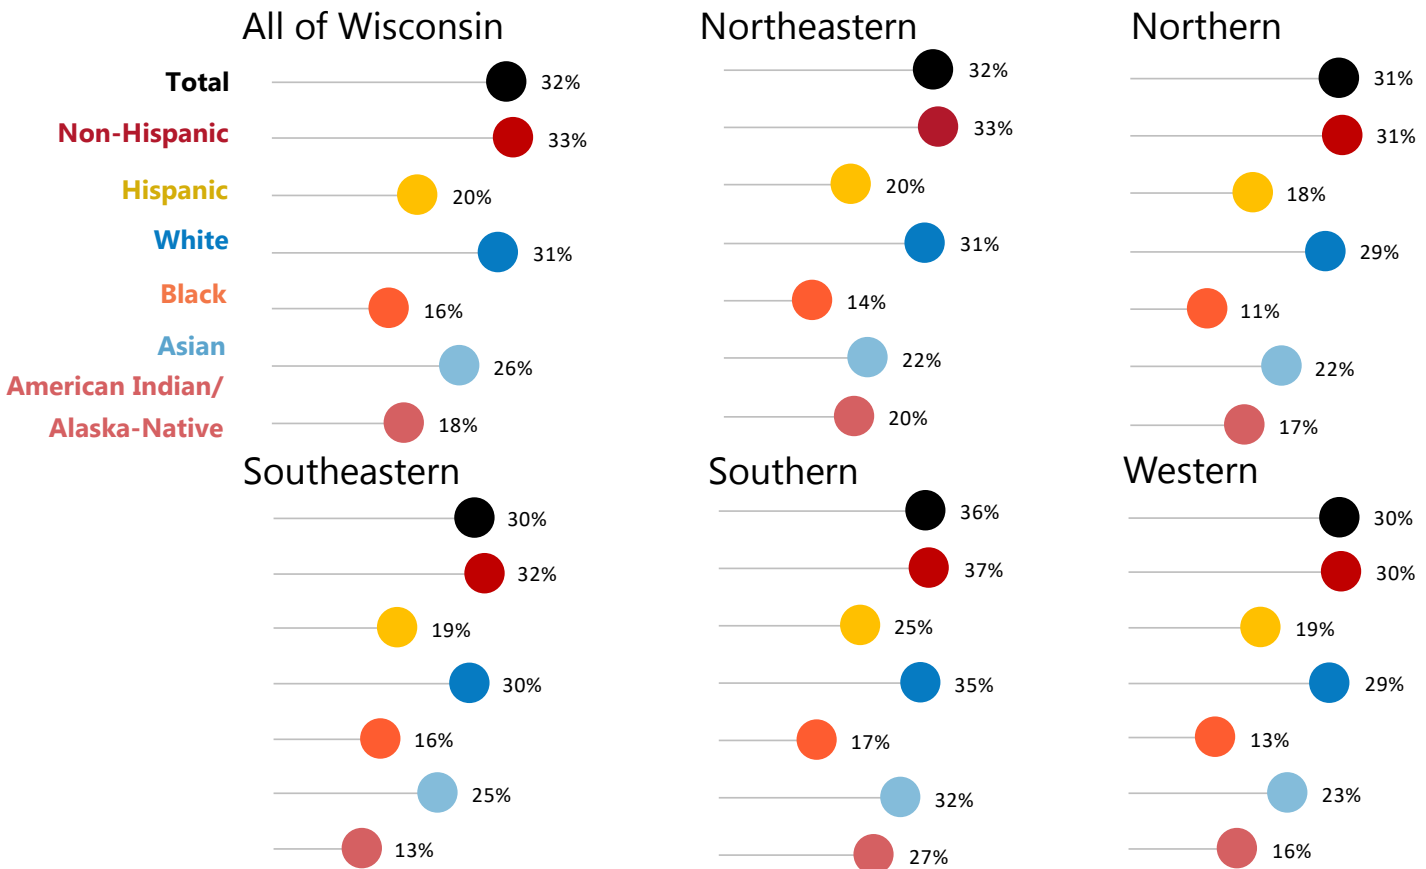 All of Wisconsin
Total 32%
Non-Hispanic 33%
Hispanic 20%
White 31%
Black 16%
Asian 26%
American Indian/
Alaska-Native 18%
Northeastern
32%
33%
20%
31%
14%
22%
20%
Northern
31%
31%
18%
29%
11%
22%
17%
Southeastern
30%
32%
19%
30%
16%
25%
13%
Southern
36%
37%
25%
35%
17%
32%
27%
Western
30%
30%
19%
29%
13%
23%
16%